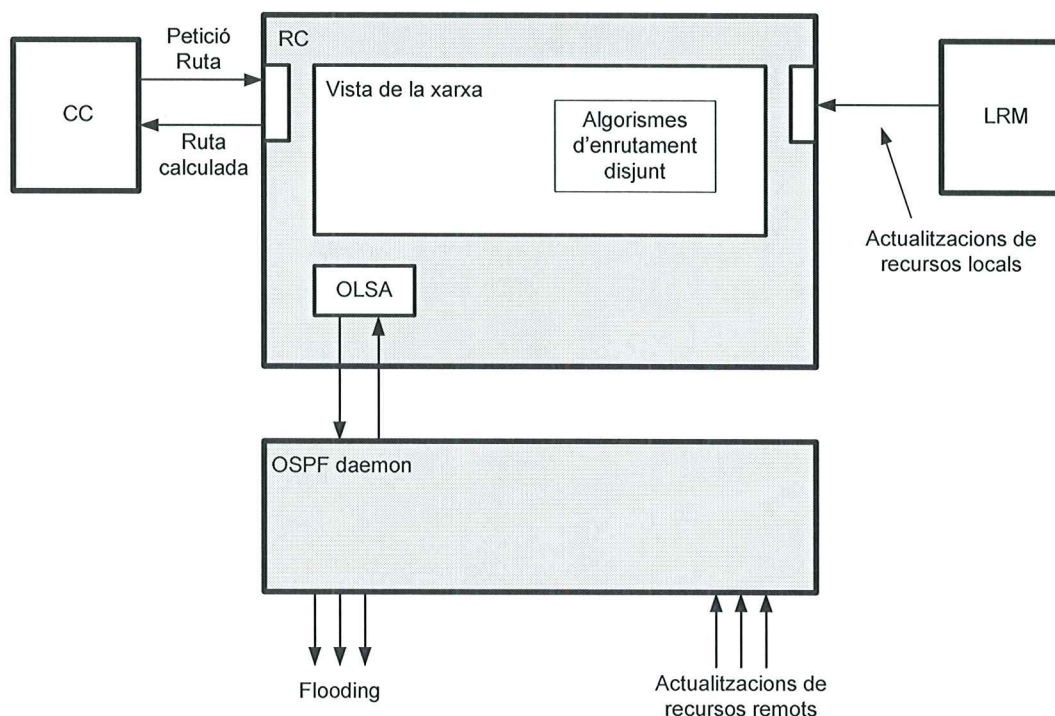 Petició
Ruta
RC
CC
Vista de la xarxa
Algorismes
d'enrutament
disjunt
LRM
Ruta
calculada
Actualitzacions de
recursos locals
OLSA
OSPF daemon
Flooding
Actualitzacions de
recursos remots